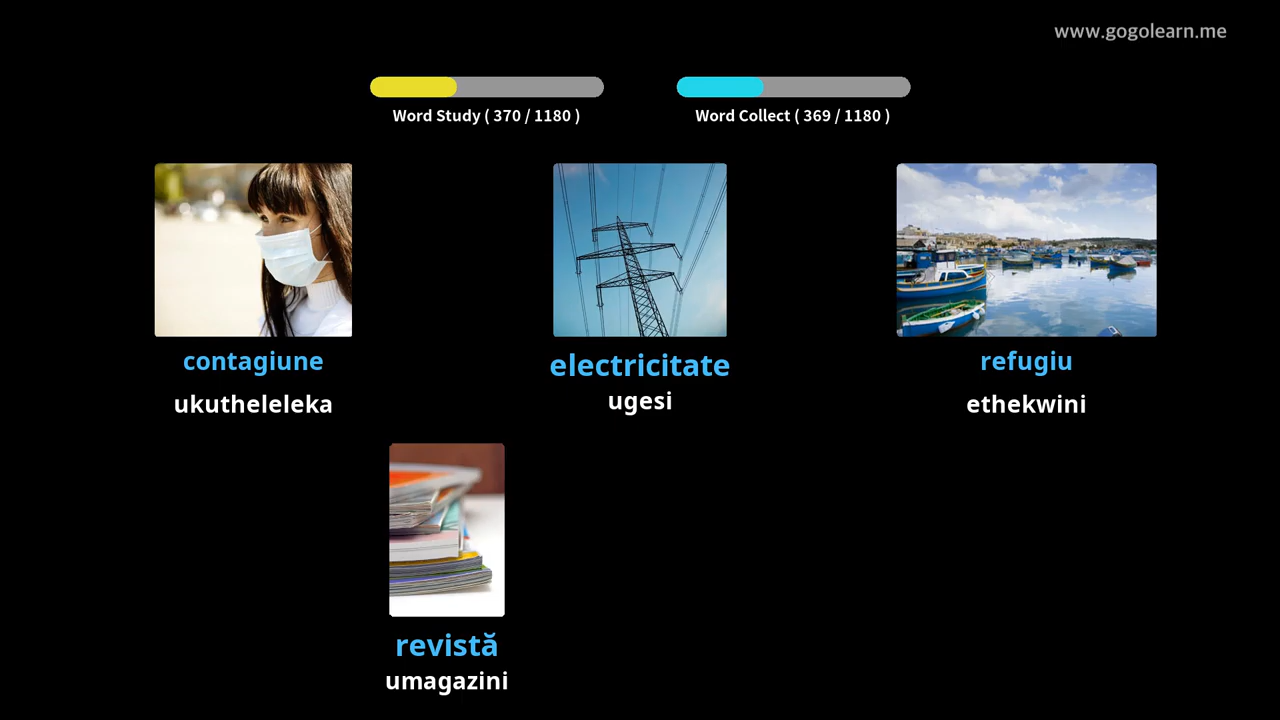 www.gogolearn.me
Word Study ( 370 / 1180 )
Word Collect ( 369 / 1180 )
contagiune
ukutheleleka
electricitate
ugesi
refugiu
ethekwini
revistă
umagazini